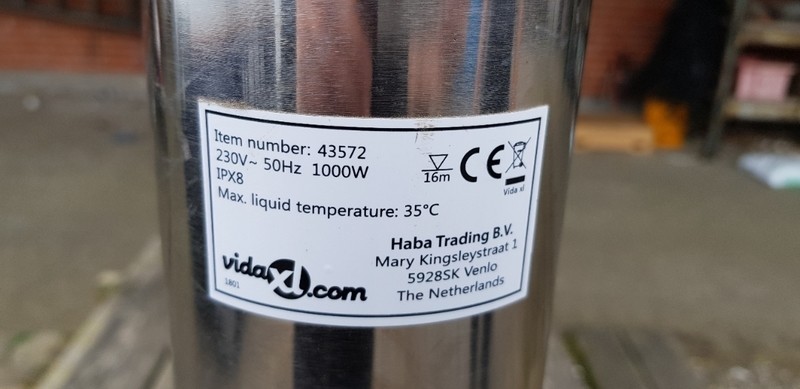 Item number: 43572
230V~ 50Hz 1000W
IPX8
Max. liquid temperature: 35°C
16m
CE
Vida xl
Haba Trading B.V.
Mary Kingsleystraat 1
5928SK Venlo
The Netherlands
vidaxl.com
1801